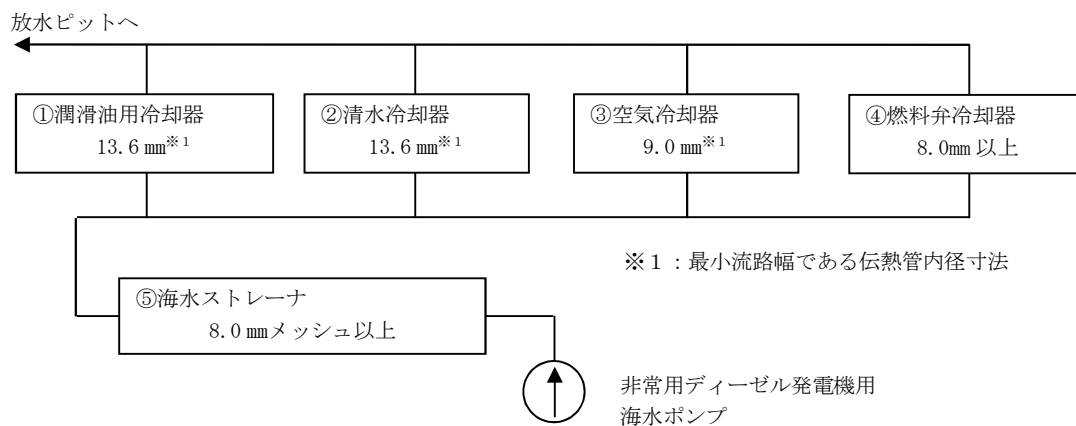 放水ピットへ
①潤滑油用冷却器
13.6 ㎜※1
②清水冷却器
13.6 ㎜※1
③空気冷却器
9.0 ㎜※1
④燃料弁冷却器
8.0mm 以上
※１：最小流路幅である伝熱管内径寸法
⑤海水ストレーナ
8.0 ㎜メッシュ以上
非常用ディーゼル発電機用
海水ポンプ